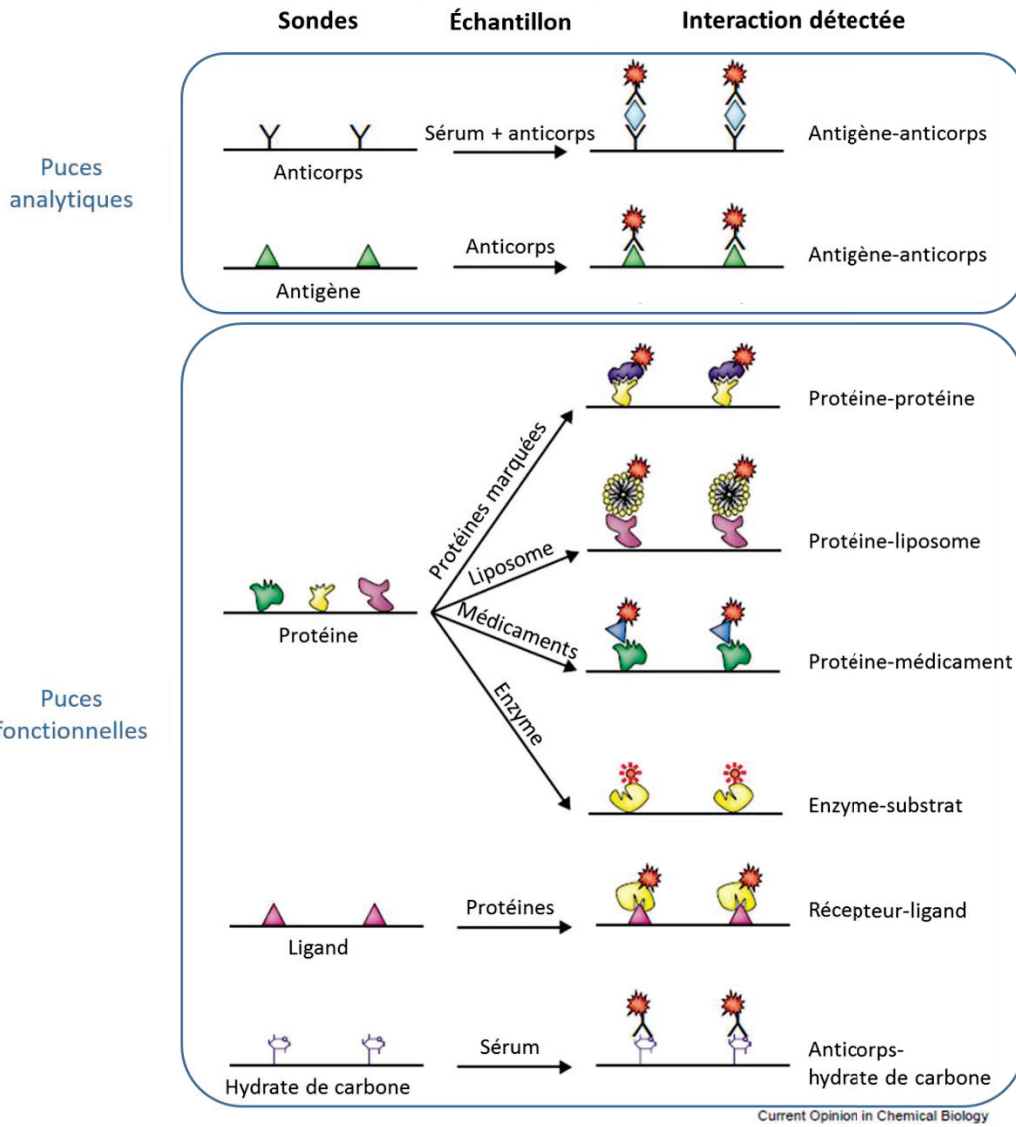 Sondes
Échantillon
Interaction détectée
Puces
analytiques
Anticorps
Sérum + anticorps
Antigène-anticorps
Antigène
Anticorps
Antigène-anticorps
Puces
fonctionnelles
Protéine
Protéines marquées
Protéine-protéine
Liposome
Protéine-liposome
Médicaments
Protéine-médicament
Enzyme
Enzyme-substrat
Ligand
Protéines
Récepteur-ligand
Hydrate de carbone
Sérum
Anticorps-
hydrate de carbone
Current Opinion in Chemical Biology